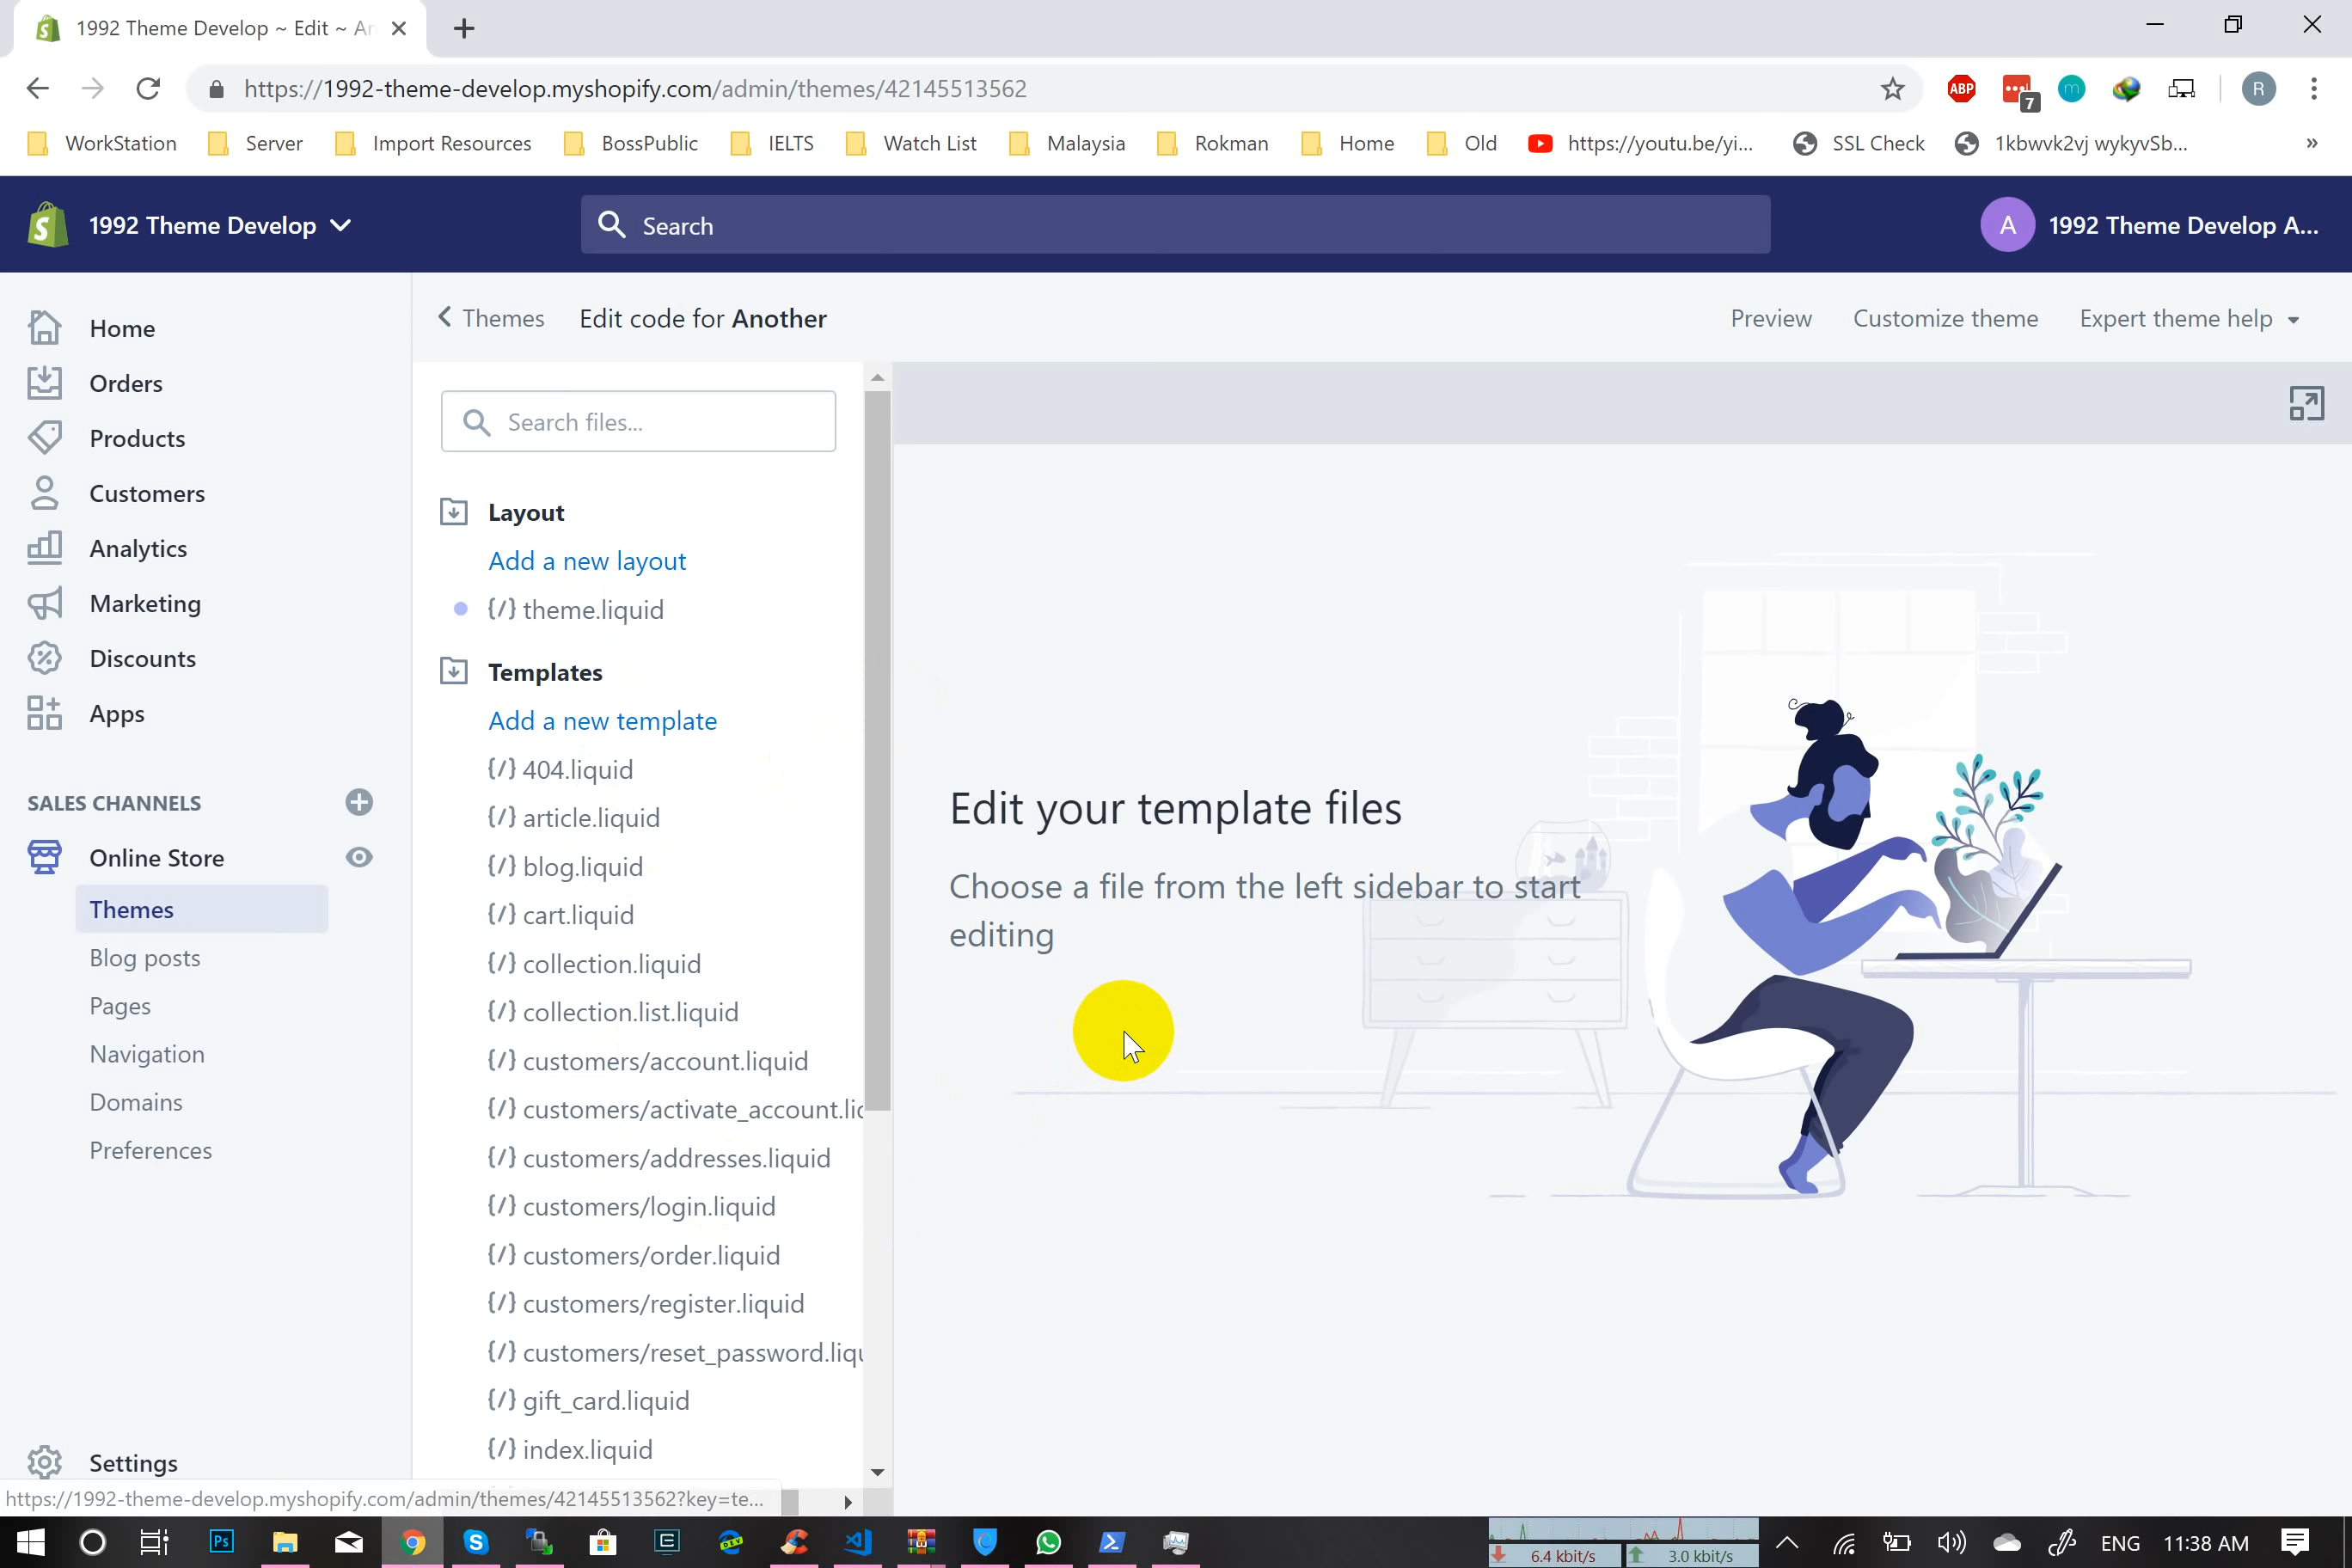 1992 Theme Develop ~ Edit ~ An
https://1992-theme-develop.myshopify.com/admin/themes/42145513562
ABP
7
m
R
WorkStation
Server
Import Resources
BossPublic
IELTS
Watch List
Malaysia
Rokman
Home
Old
https://youtu.be/yi...
SSL Check
1kbwvk2vj wykyvSb...
»
1992 Theme Develop
Search
A
1992 Theme Develop A...
Home
Orders
Products
Customers
Analytics
Marketing
Discounts
Apps
SALES CHANNELS
Online Store
Themes
Blog posts
Pages
Navigation
Domains
Preferences
Settings
Themes
Edit code for Another
Preview
Customize theme
Expert theme help
Search files...
Layout
Add a new layout
{/} theme.liquid
Templates
Add a new template
{/} 404.liquid
{/} article.liquid
{/} blog.liquid
{/} cart.liquid
{/} collection.liquid
{/} collection.list.liquid
{/} customers/account.liquid
{/} customers/activate_account.lic
{/} customers/addresses.liquid
{/} customers/login.liquid
{/} customers/order.liquid
{/} customers/register.liquid
{/} customers/reset_password.liqu
{/} gift_card.liquid
{/} index.liquid
Edit your template files
Choose a file from the left sidebar to start
editing
https://1992-theme-develop.myshopify.com/admin/themes/42145513562?key=te...
Ps
6.4 kbit/s
3.0 kbit/s
ENG
11:38 AM